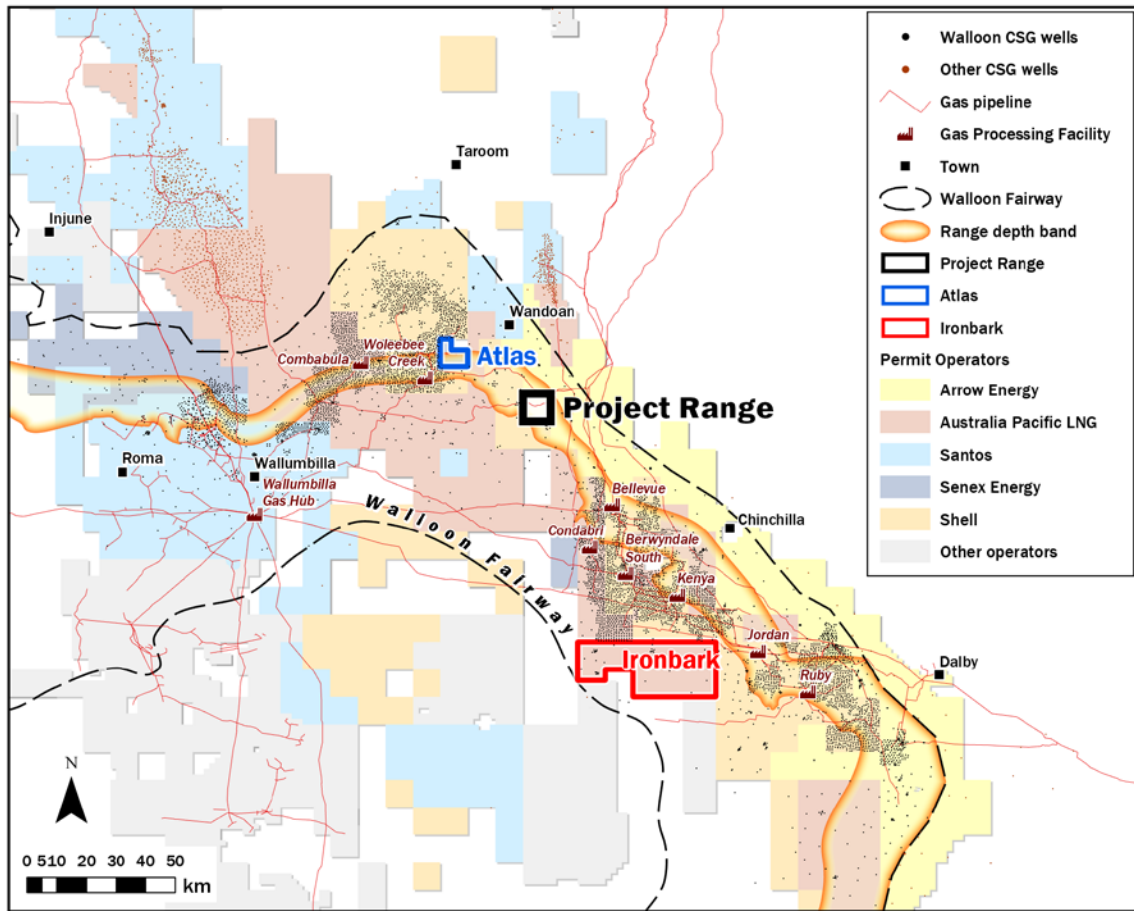 Taroom
Injune
Wandoan
Woleebee
Creek
Combabula
Atlas
Project Range
Roma
Wallumbilla
Wallumbilla
Gas Hub
Walloon Fairway
Bellevue
Condabri
Berwyndale
South
Kenya
Chinchilla
Ironbark
Jordan
Ruby
Dalby
N
0 5 10 20 30 40 50
km
Walloon CSG wells
Other CSG wells
Gas pipeline
Gas Processing Facility
Town
Walloon Fairway
Range depth band
Project Range
Atlas
Ironbark
Permit Operators
Arrow Energy
Australia Pacific LNG
Santos
Senex Energy
Shell
Other operators